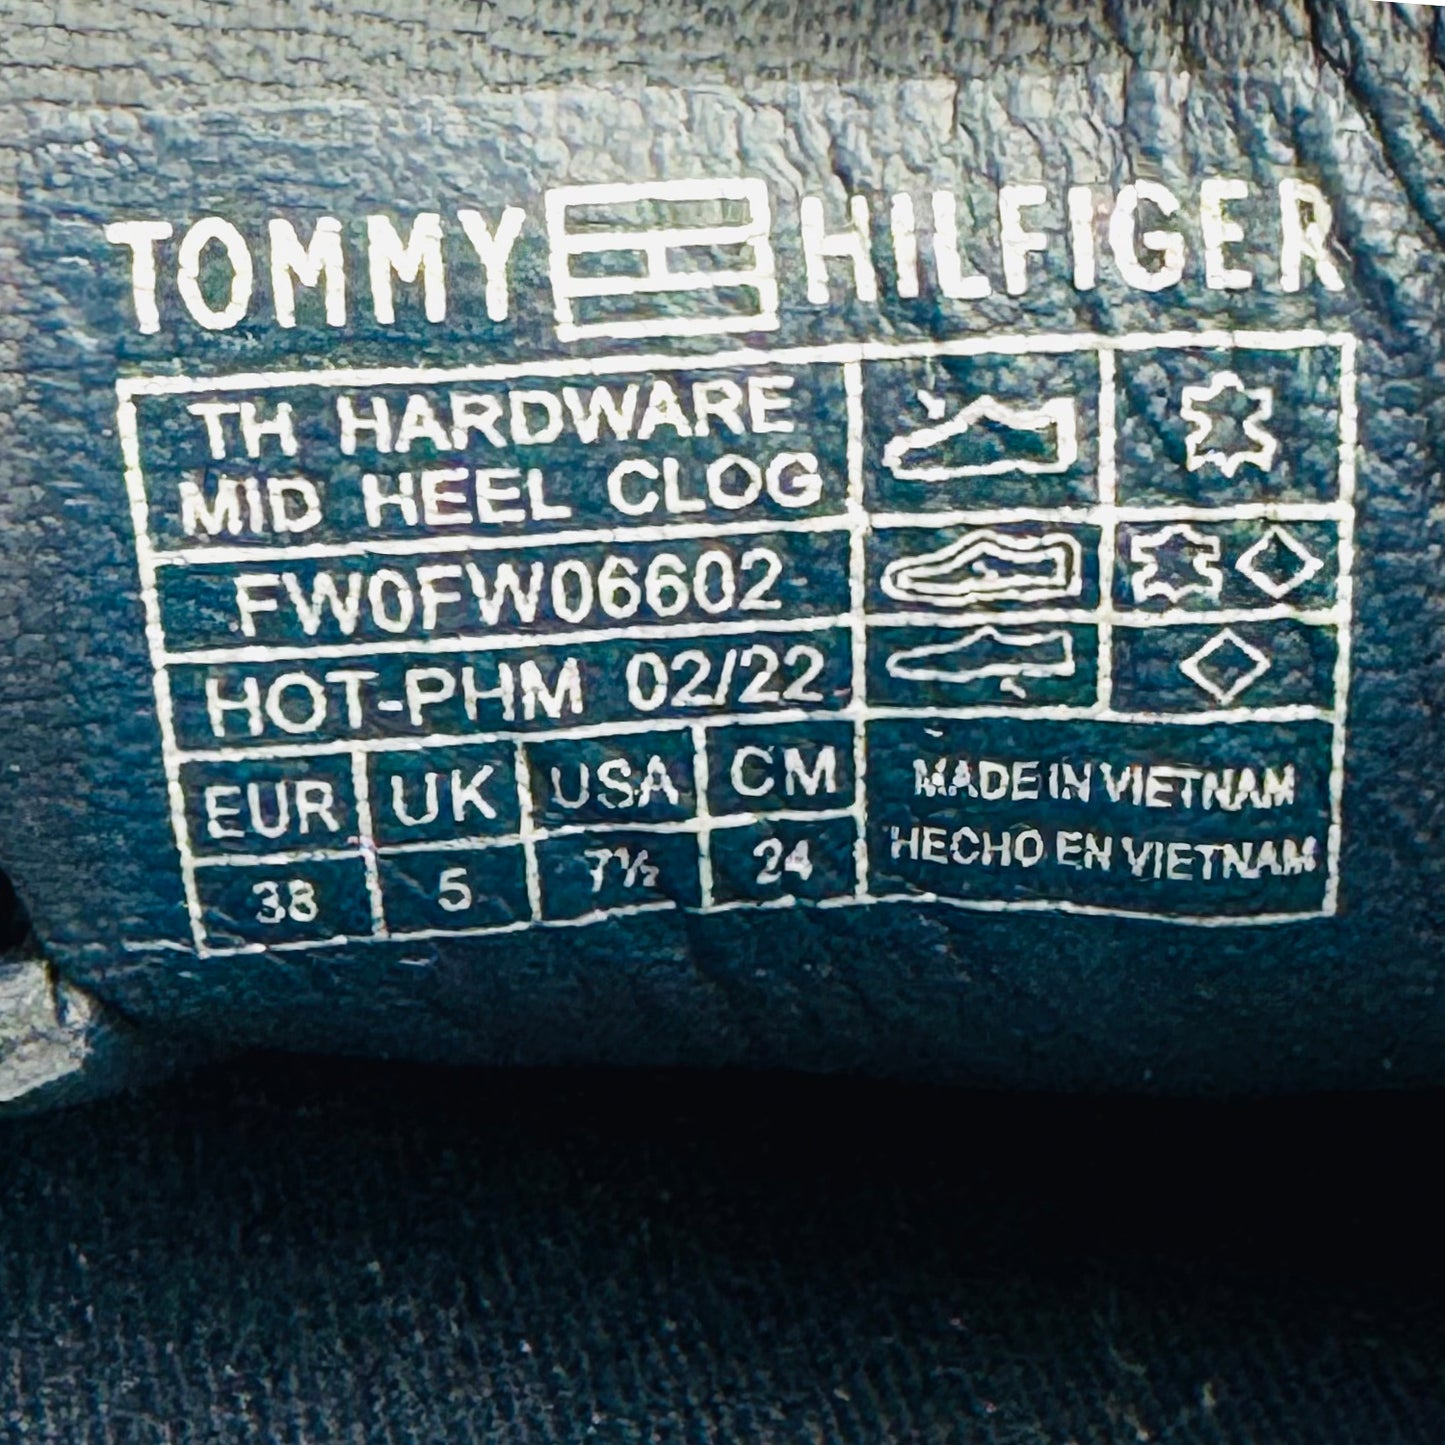 TOMMY HILFIGER
TH HARDWARE
MID HEEL CLOG
FW0FW06602
HOT-PHM 02/22
EUR UK USA CM
38 5 7½ 24
MADE IN VIETNAM
HECHO EN VIETNAM